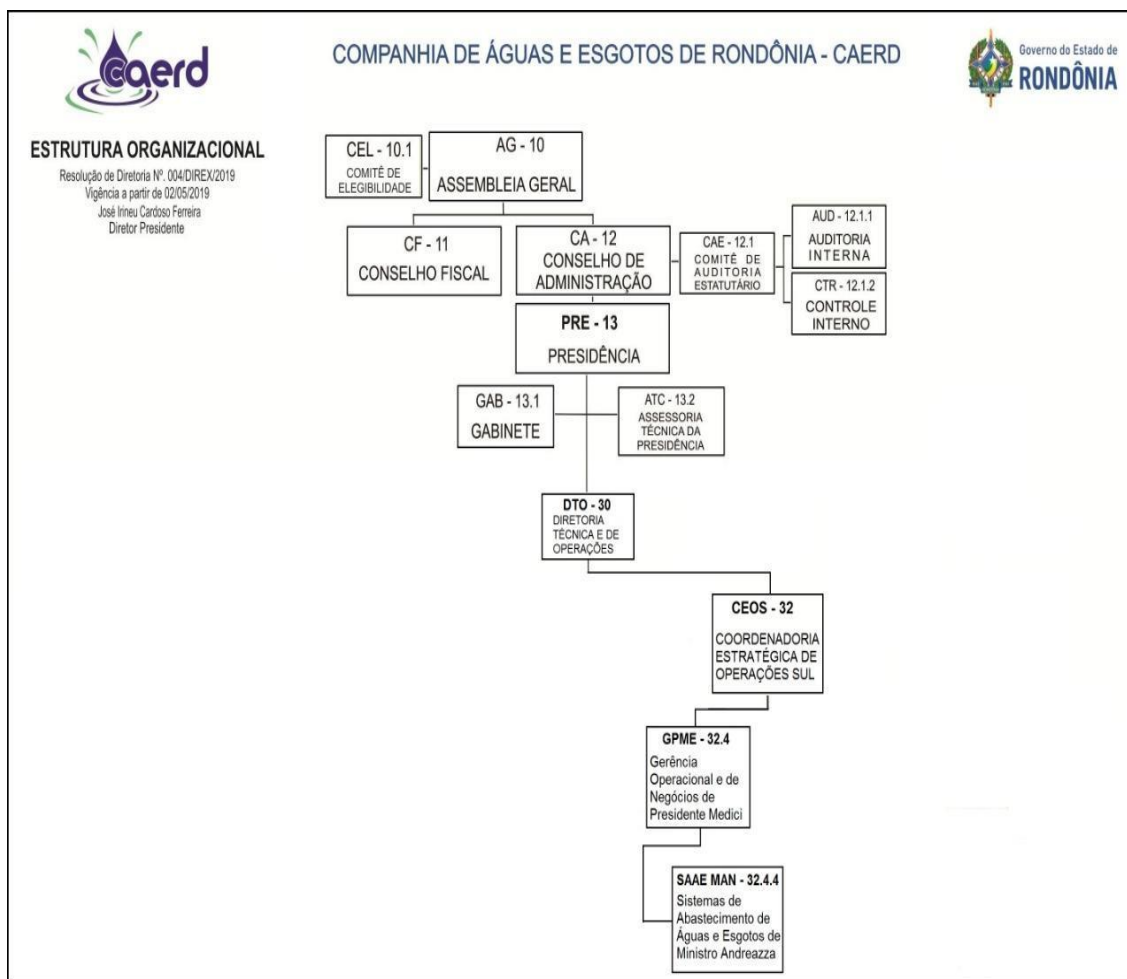 caerd
COMPANHIA DE ÁGUAS E ESGOTOS DE RONDÔNIA - CAERD
Governo do Estado de
RONDÔNIA
ESTRUTURA ORGANIZACIONAL
Resolução de Diretoria Nº. 004/DIREX/2019
Vigência a partir de 02/05/2019
José Irineu Cardoso Ferreira
Diretor Presidente
CEL - 10.1
COMITÊ DE
ELEGIBILIDADE
AG - 10
ASSEMBLEIA GERAL
CF - 11
CONSELHO FISCAL
CA - 12
CONSELHO DE
ADMINISTRAÇÃO
CAE - 12.1
COMITÊ DE
AUDITORIA
ESTATUTÁRIO
AUD - 12.1.1
AUDITORIA
INTERNA
CTR - 12.1.2
CONTROLE
INTERNO
PRE - 13
PRESIDÊNCIA
GAB - 13.1
GABINETE
ATC - 13.2
ASSESSORIA
TÉCNICA DA
PRESIDÊNCIA
DTO - 30
DIRETORIA
TÉCNICA E DE
OPERAÇÕES
CEOS - 32
COORDENADORIA
ESTRATÉGICA DE
OPERAÇÕES SUL
GPME - 32.4
Gerência
Operacional e de
Negócios de
Presidente Medici
SAAE MAN - 32.4.4
Sistemas de
Abastecimento de
Águas e Esgotos de
Ministro Andreazza